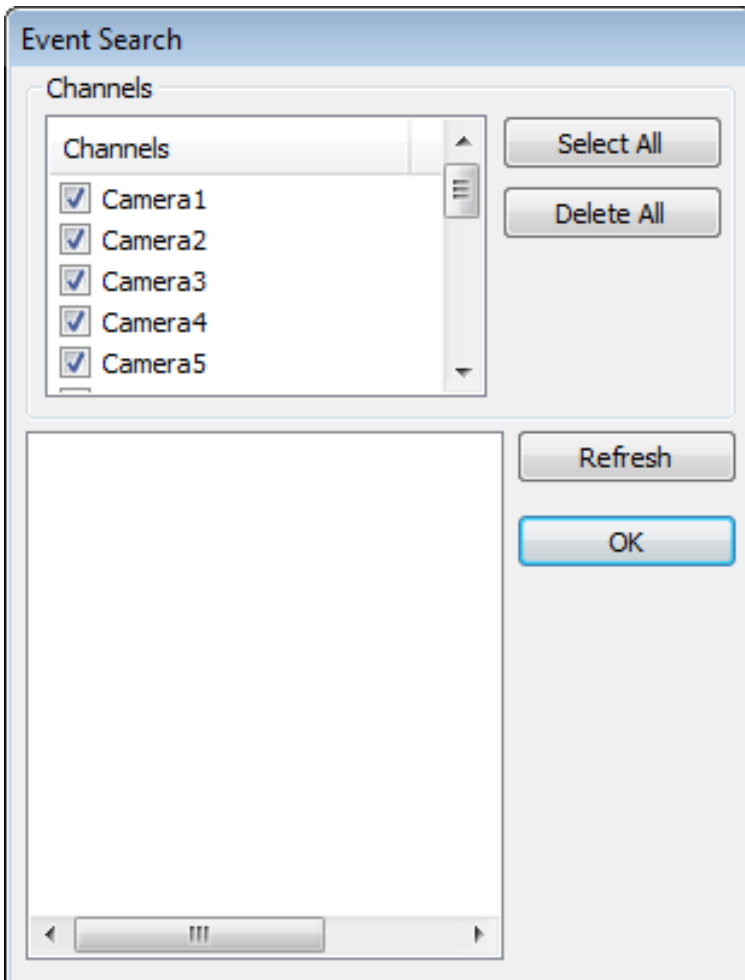 Event Search
Channels
Channels
Select All
Camera1
Delete All
Camera2
Camera3
Camera4
Camera5
Refresh
OK